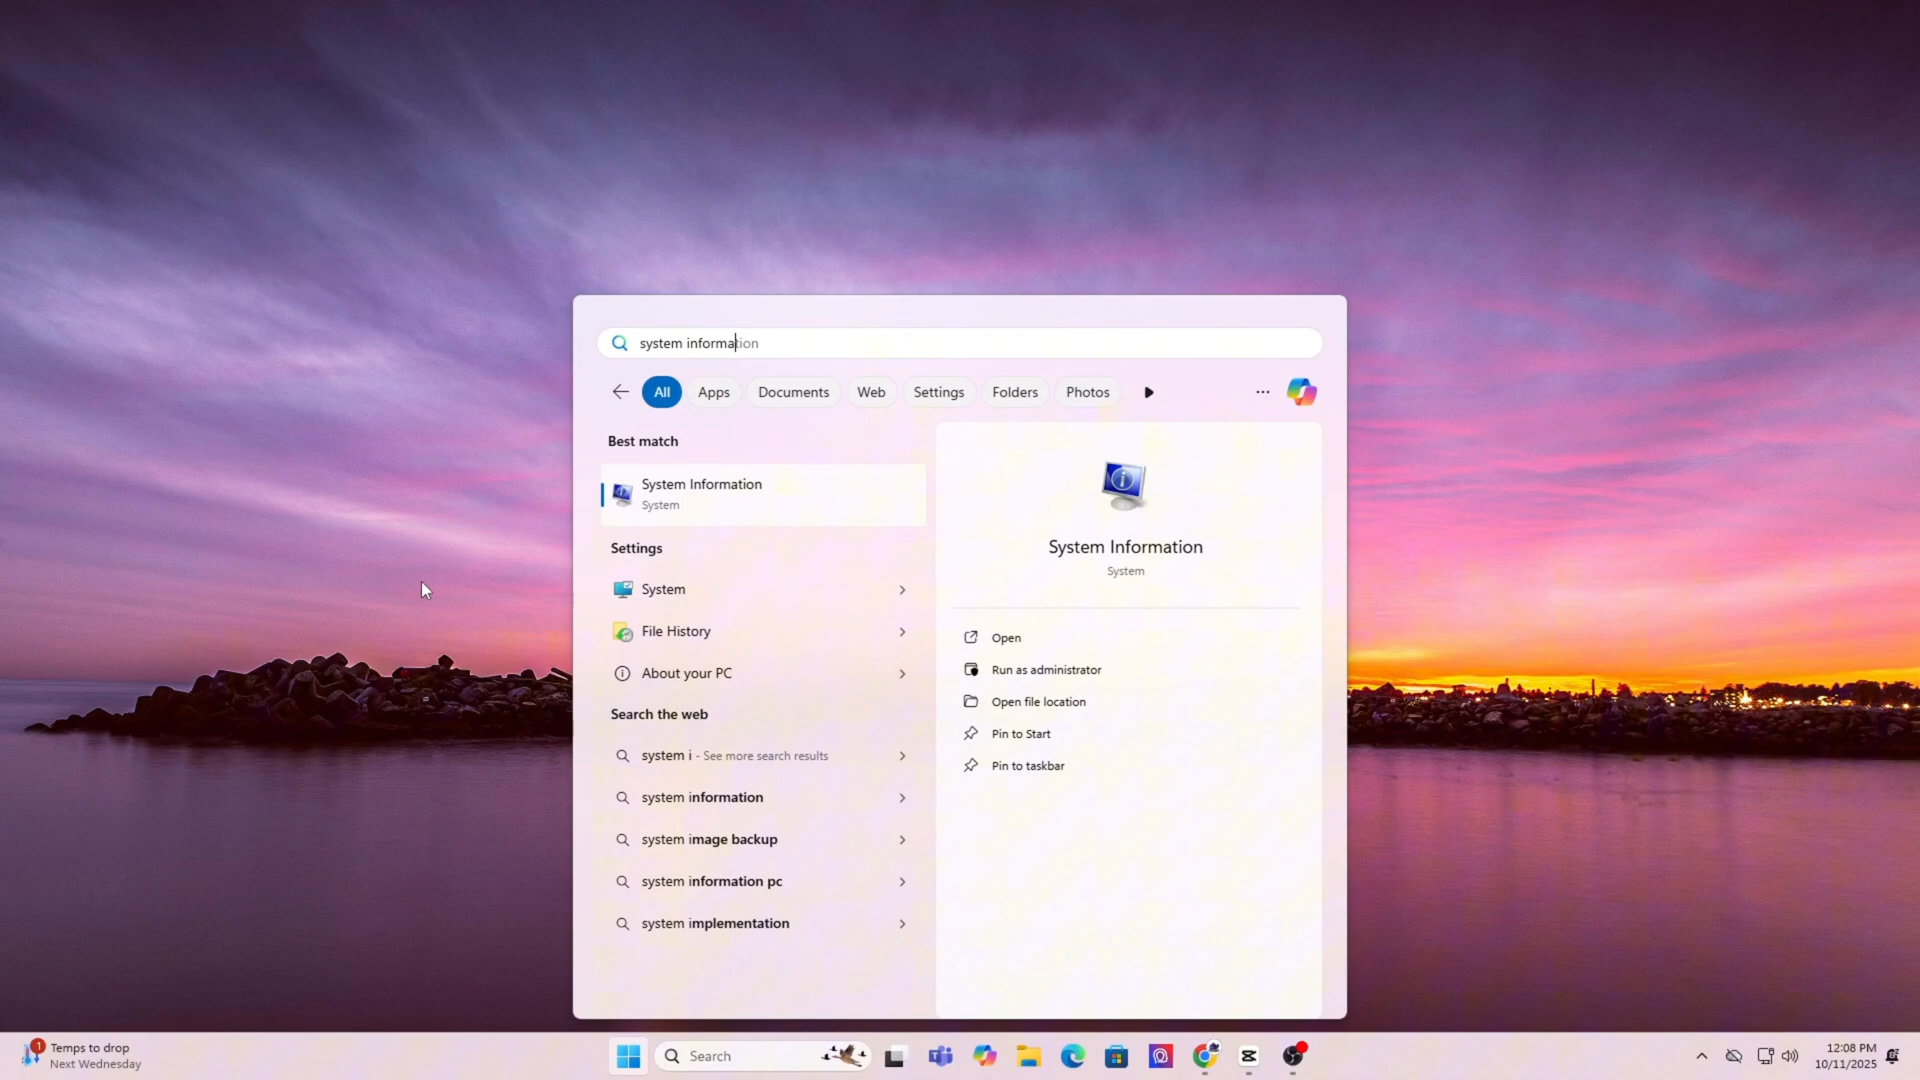 system information
All
Apps
Documents
Web
Settings
Folders
Photos
Best match
System Information
System
Settings
System
File History
About your PC
Search the web
system i - See more search results
system information
system image backup
system information pc
system implementation
System Information
System
Open
Run as administrator
Open file location
Pin to Start
Pin to taskbar
1
Temps to drop
Next Wednesday
Search
12:08 PM
10/11/2025